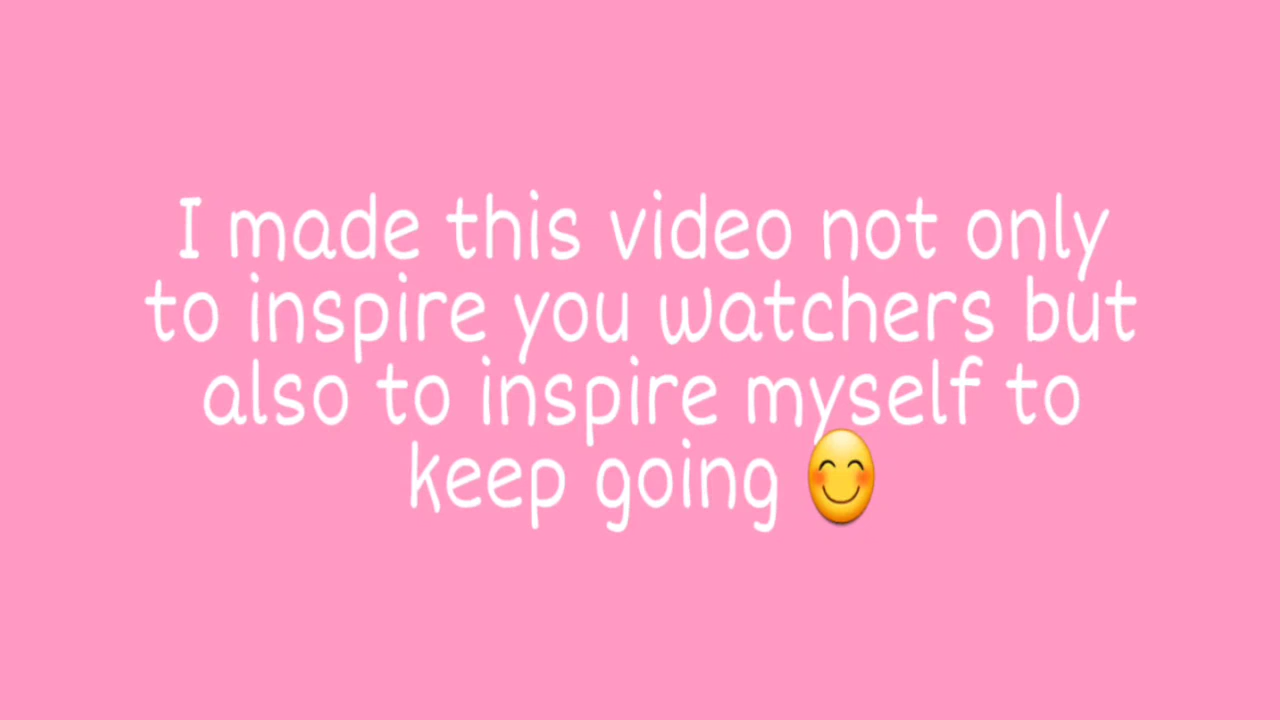 I made this video not only
to inspire you watchers but
also to inspire myself to
keep going 😊